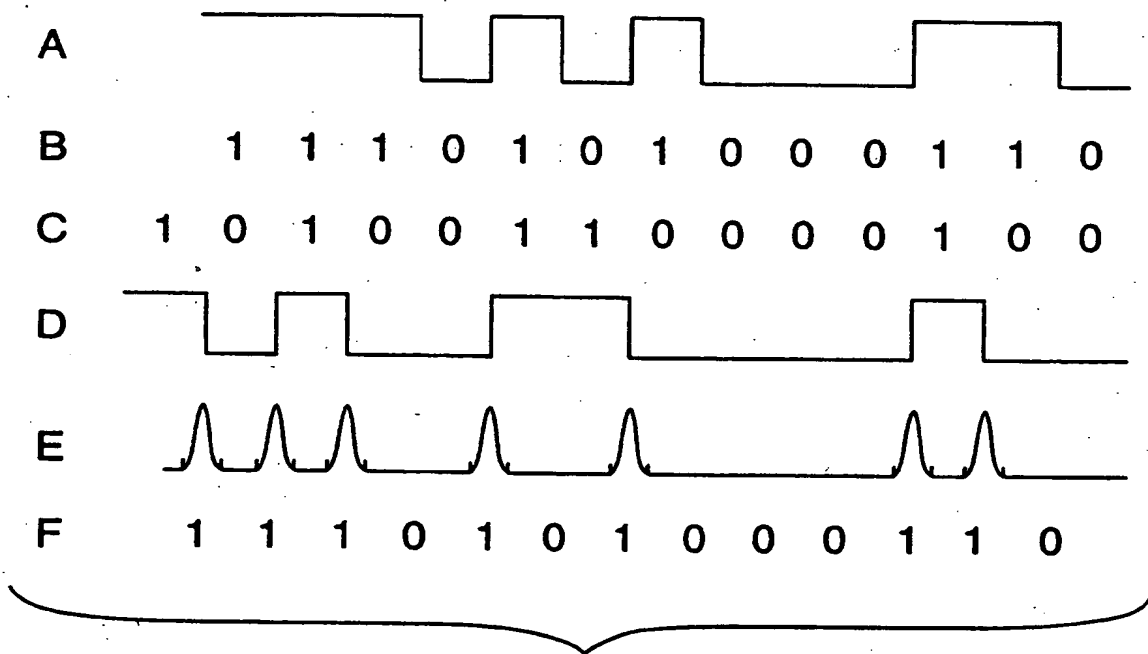 A
B 1 1 1 0 1 0 1 0 0 0 1 1 0
C 1 0 1 0 0 1 1 0 0 0 0 1 0 0
D
E
F 1 1 1 0 1 0 1 0 0 0 1 1 0